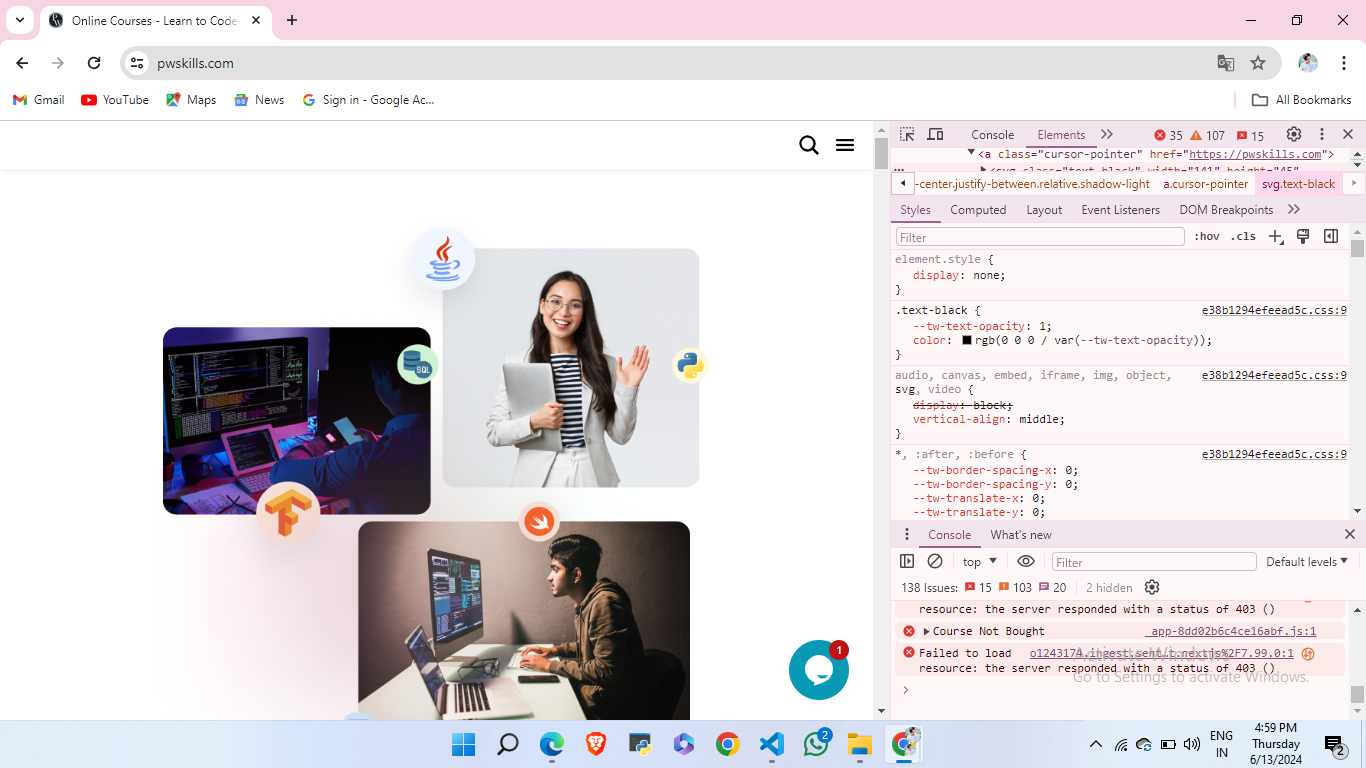 Online Courses - Learn to Code
pwskills.com
Gmail
YouTube
Maps
News
Sign in - Google Ac...
All Bookmarks
Console
Elements
35
107
15
<a class="cursor-pointer" href="https://pwskills.com">
<svg class="text-black" width="141" height="45"
-center.justify-between.relative.shadow-light
a.cursor-pointer
svg.text-black
Styles
Computed
Layout
Event Listeners
DOM Breakpoints
Filter
:hov
.cls
element.style {
display: none;
}
.text-black {
e38b1294efeead5c.css:9
--tw-text-opacity: 1;
color: rgb(0 0 0 / var(--tw-text-opacity));
}
audio, canvas, embed, iframe, img, object,
e38b1294efeead5c.css:9
svg, video {
display: block;
vertical-align: middle;
}
*, :after, :before {
e38b1294efeead5c.css:9
--tw-border-spacing-x: 0;
--tw-border-spacing-y: 0;
--tw-translate-x: 0;
--tw-translate-y: 0;
SQL
Console
What's new
top
Filter
Default levels
138 Issues:
15
103
20
2 hidden
resource: the server responded with a status of 403 ()
Course Not Bought
_app-8dd02b6c4ce16abf.js:1
Failed to load
resource: the server responded with a status of 403 ()
Activate Windows
Go to Settings to activate Windows.
1
2
ENG
IN
4:59 PM
Thursday
6/13/2024
2